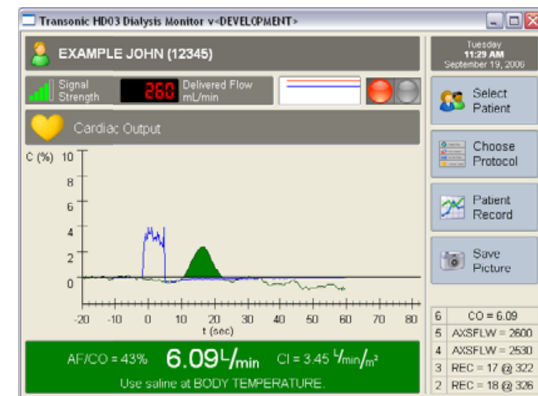 Transonic HD03 Dialysis Monitor v<DEVELOPMENT>
EXAMPLE JOHN (12345)
Tuesday
11:29 AM
September 19, 2006
Signal
Strength
260
Delivered Flow
mL/min
Select
Patient
Cardiac Output
Choose
Protocol
C (%)
10
8
6
4
2
0
Patient
Record
Save
Picture
-20 -10 0 10 20 30 40 50 60 70 80
t (sec)
AF/CO = 43% 6.09 L/min CI = 3.45 L/min/m²
Use saline at BODY TEMPERATURE.
6 CO = 6.09
5 AXSFLW = 2600
4 AXSFLW = 2530
3 REC = 17 @ 322
2 REC = 18 @ 326